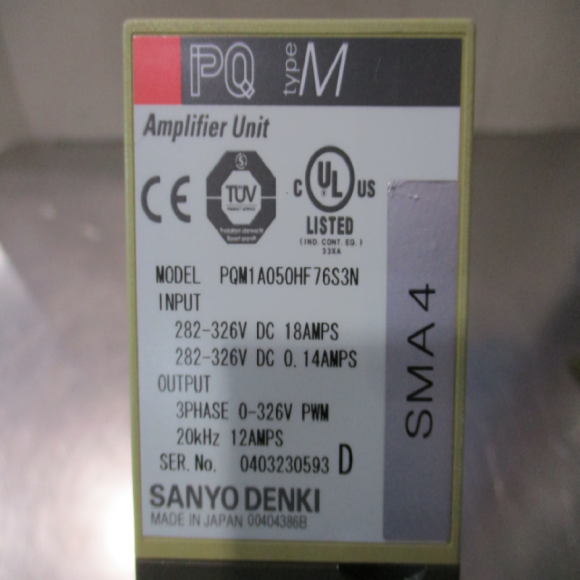 PQ type M
Amplifier Unit
CE
TÜV
C UL US
LISTED
(IND. CONT. EQ.)
33XA
MODEL PQM1A050HF76S3N
INPUT
282-326V DC 18AMPS
282-326V DC 0.14AMPS
OUTPUT
3PHASE 0-326V PWM
20kHz 12AMPS
SER. No. 0403230593 D
SANYO DENKI
MADE IN JAPAN 00404386B
SMA4